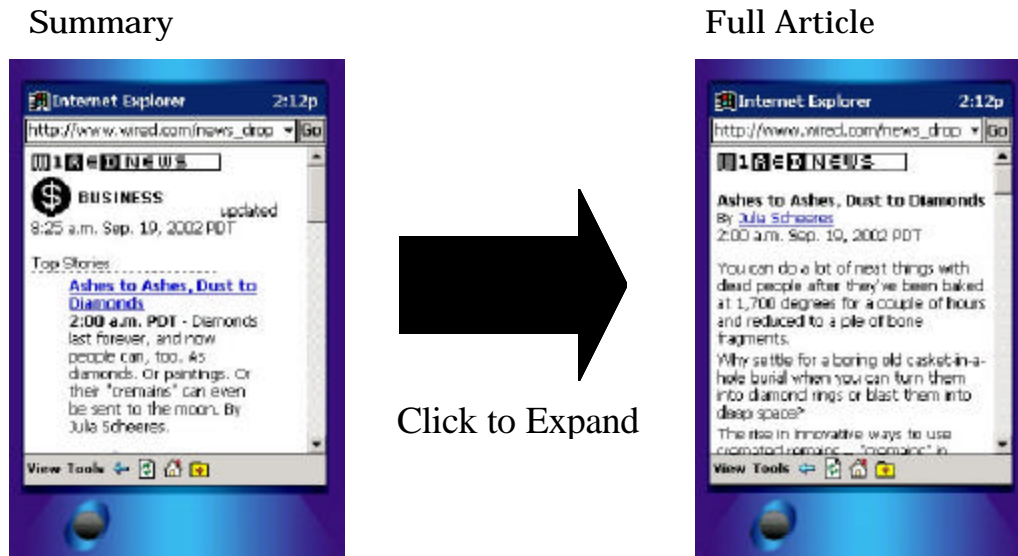 Summary
Full Article
Internet Explorer 2:12p
http://www.wired.com/news_drop Go
W1REDNEWS
$ BUSINESS
updated
8:25 a.m. Sep. 19, 2002 PDT
Top Stories
Ashes to Ashes, Dust to
Diamonds
2:00 a.m. PDT - Diamonds
last forever, and now
people can, too. As
diamonds. Or paintings. Or
their "cremains" can even
be sent to the moon. By
Julia Scheeres.
View Tools
Click to Expand
Internet Explorer 2:12p
http://www.wired.com/news_drop Go
W1REDNEWS
Ashes to Ashes, Dust to Diamonds
By Julia Scheeres
2:00 a.m. Sep. 19, 2002 PDT
You can do a lot of neat things with
dead people after they've been baked
at 1,700 degrees for a couple of hours
and reduced to a pile of bone
fragments.
Why settle for a boring old casket-in-a-
hole burial when you can turn them
into diamond rings or blast them into
deep space?
The rise in innovative ways to use
cremated remains -- "cremains" in
View Tools